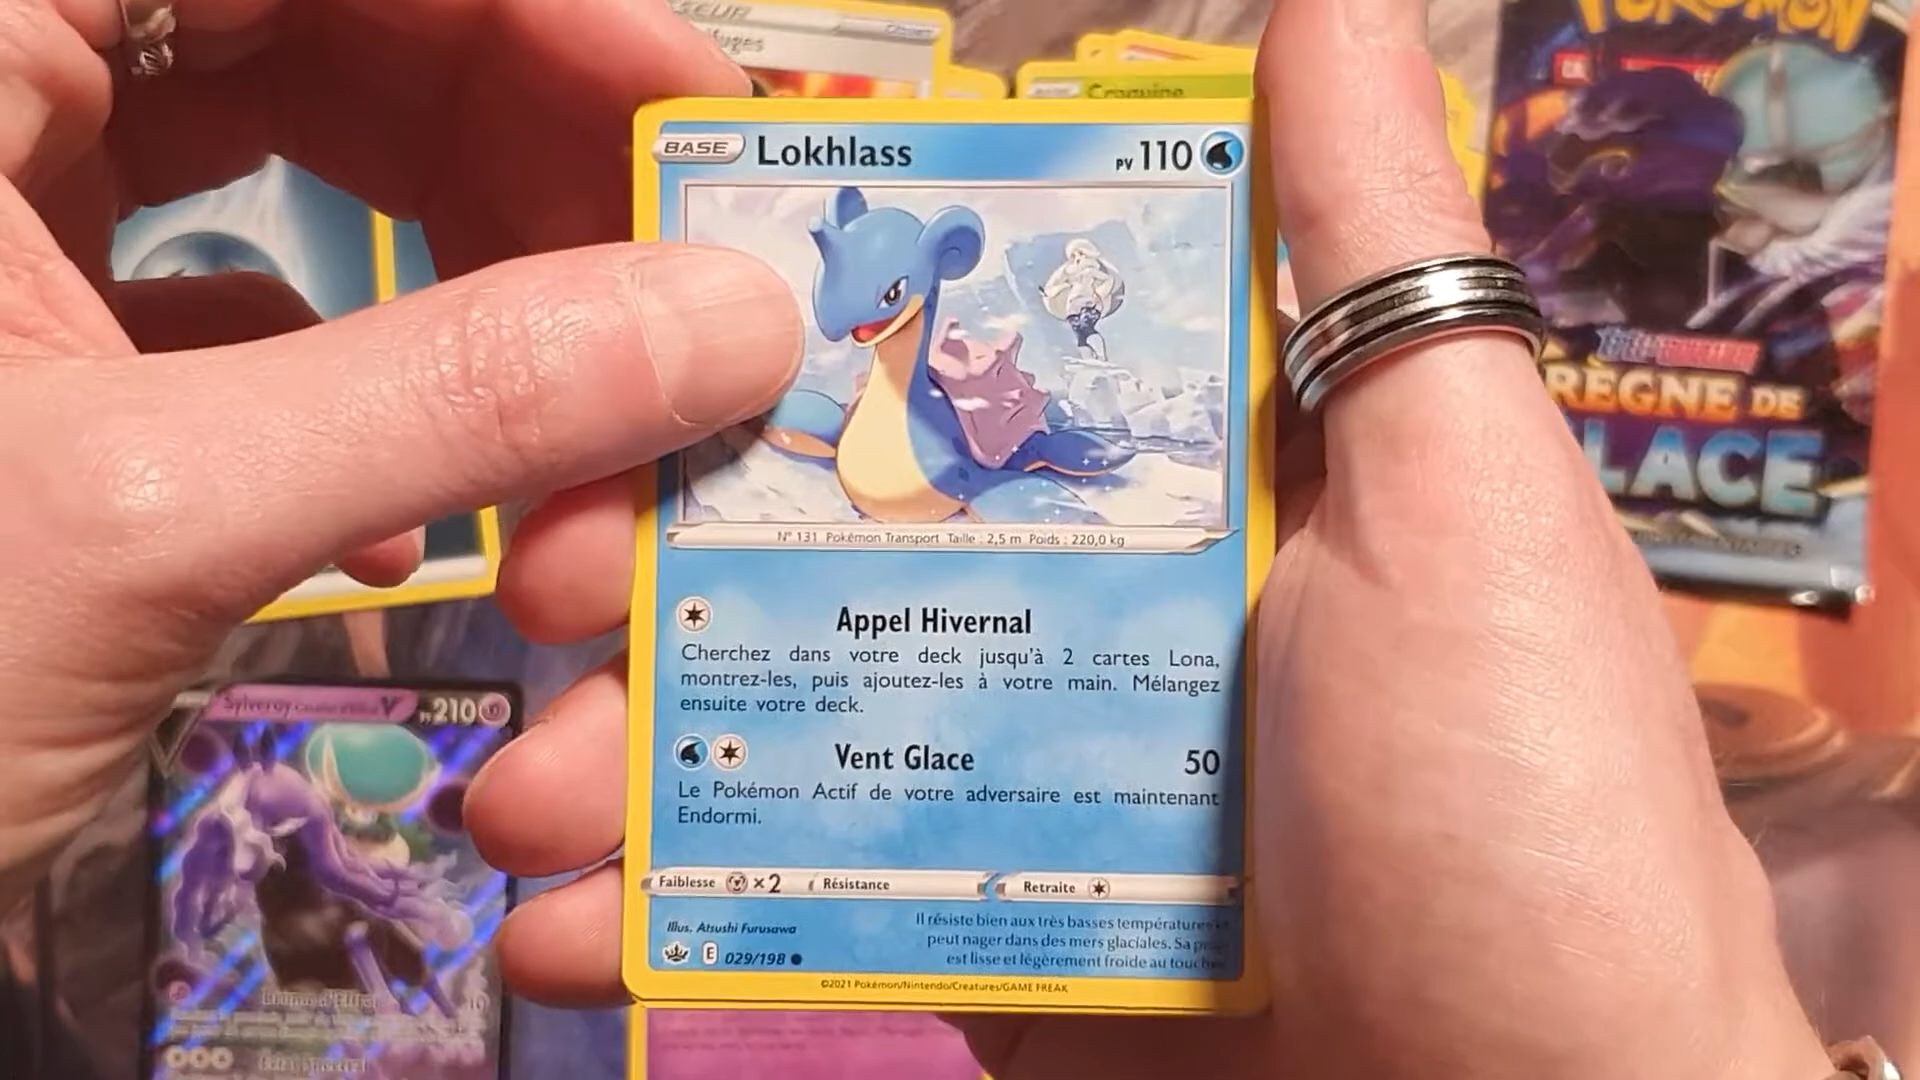 Croquine
POKÉMON
BASE Lokhlass PV 110
N° 131 Pokémon Transport Taille : 2,5 m Poids : 220,0 kg
Appel Hivernal
Cherchez dans votre deck jusqu'à 2 cartes Lona,
montrez-les, puis ajoutez-les à votre main. Mélangez
ensuite votre deck.
Vent Glace 50
Le Pokémon Actif de votre adversaire est maintenant
Endormi.
Faiblesse ×2 Résistance Retraite
Illus. Atsushi Furusawa
E 029/198
Il résiste bien aux très basses températures
peut nager dans des mers glaciales. Sa
est lisse et légèrement froide au
©2021 Pokémon/Nintendo/Creatures/GAME FREAK
RÈGNE DE
LACE
Sylveroy V PV 210